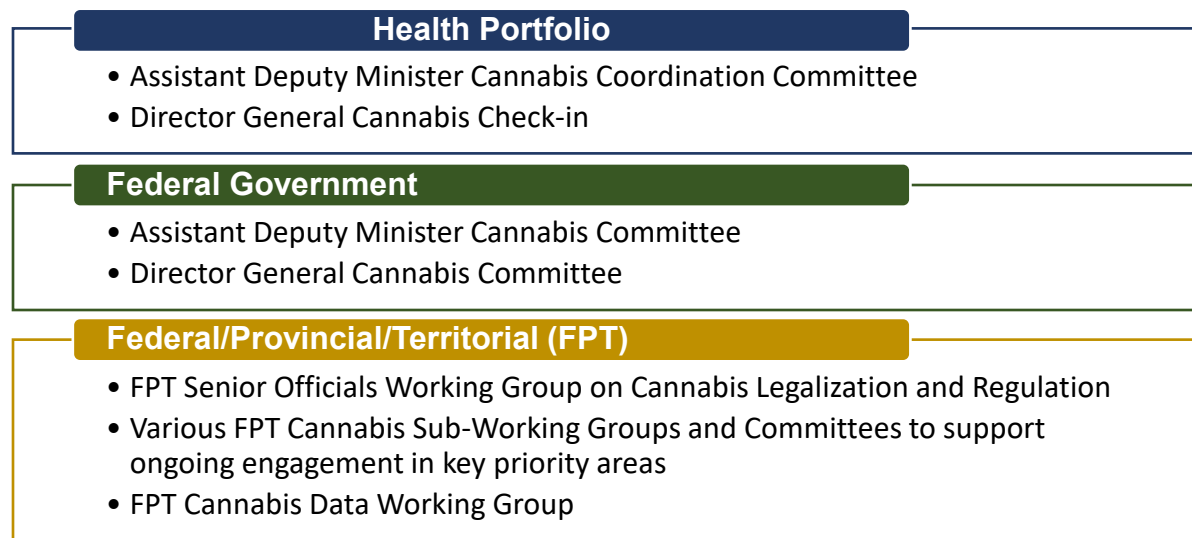 Health Portfolio
• Assistant Deputy Minister Cannabis Coordination Committee
• Director General Cannabis Check-in
Federal Government
• Assistant Deputy Minister Cannabis Committee
• Director General Cannabis Committee
Federal/Provincial/Territorial (FPT)
• FPT Senior Officials Working Group on Cannabis Legalization and Regulation
• Various FPT Cannabis Sub-Working Groups and Committees to support
ongoing engagement in key priority areas
• FPT Cannabis Data Working Group